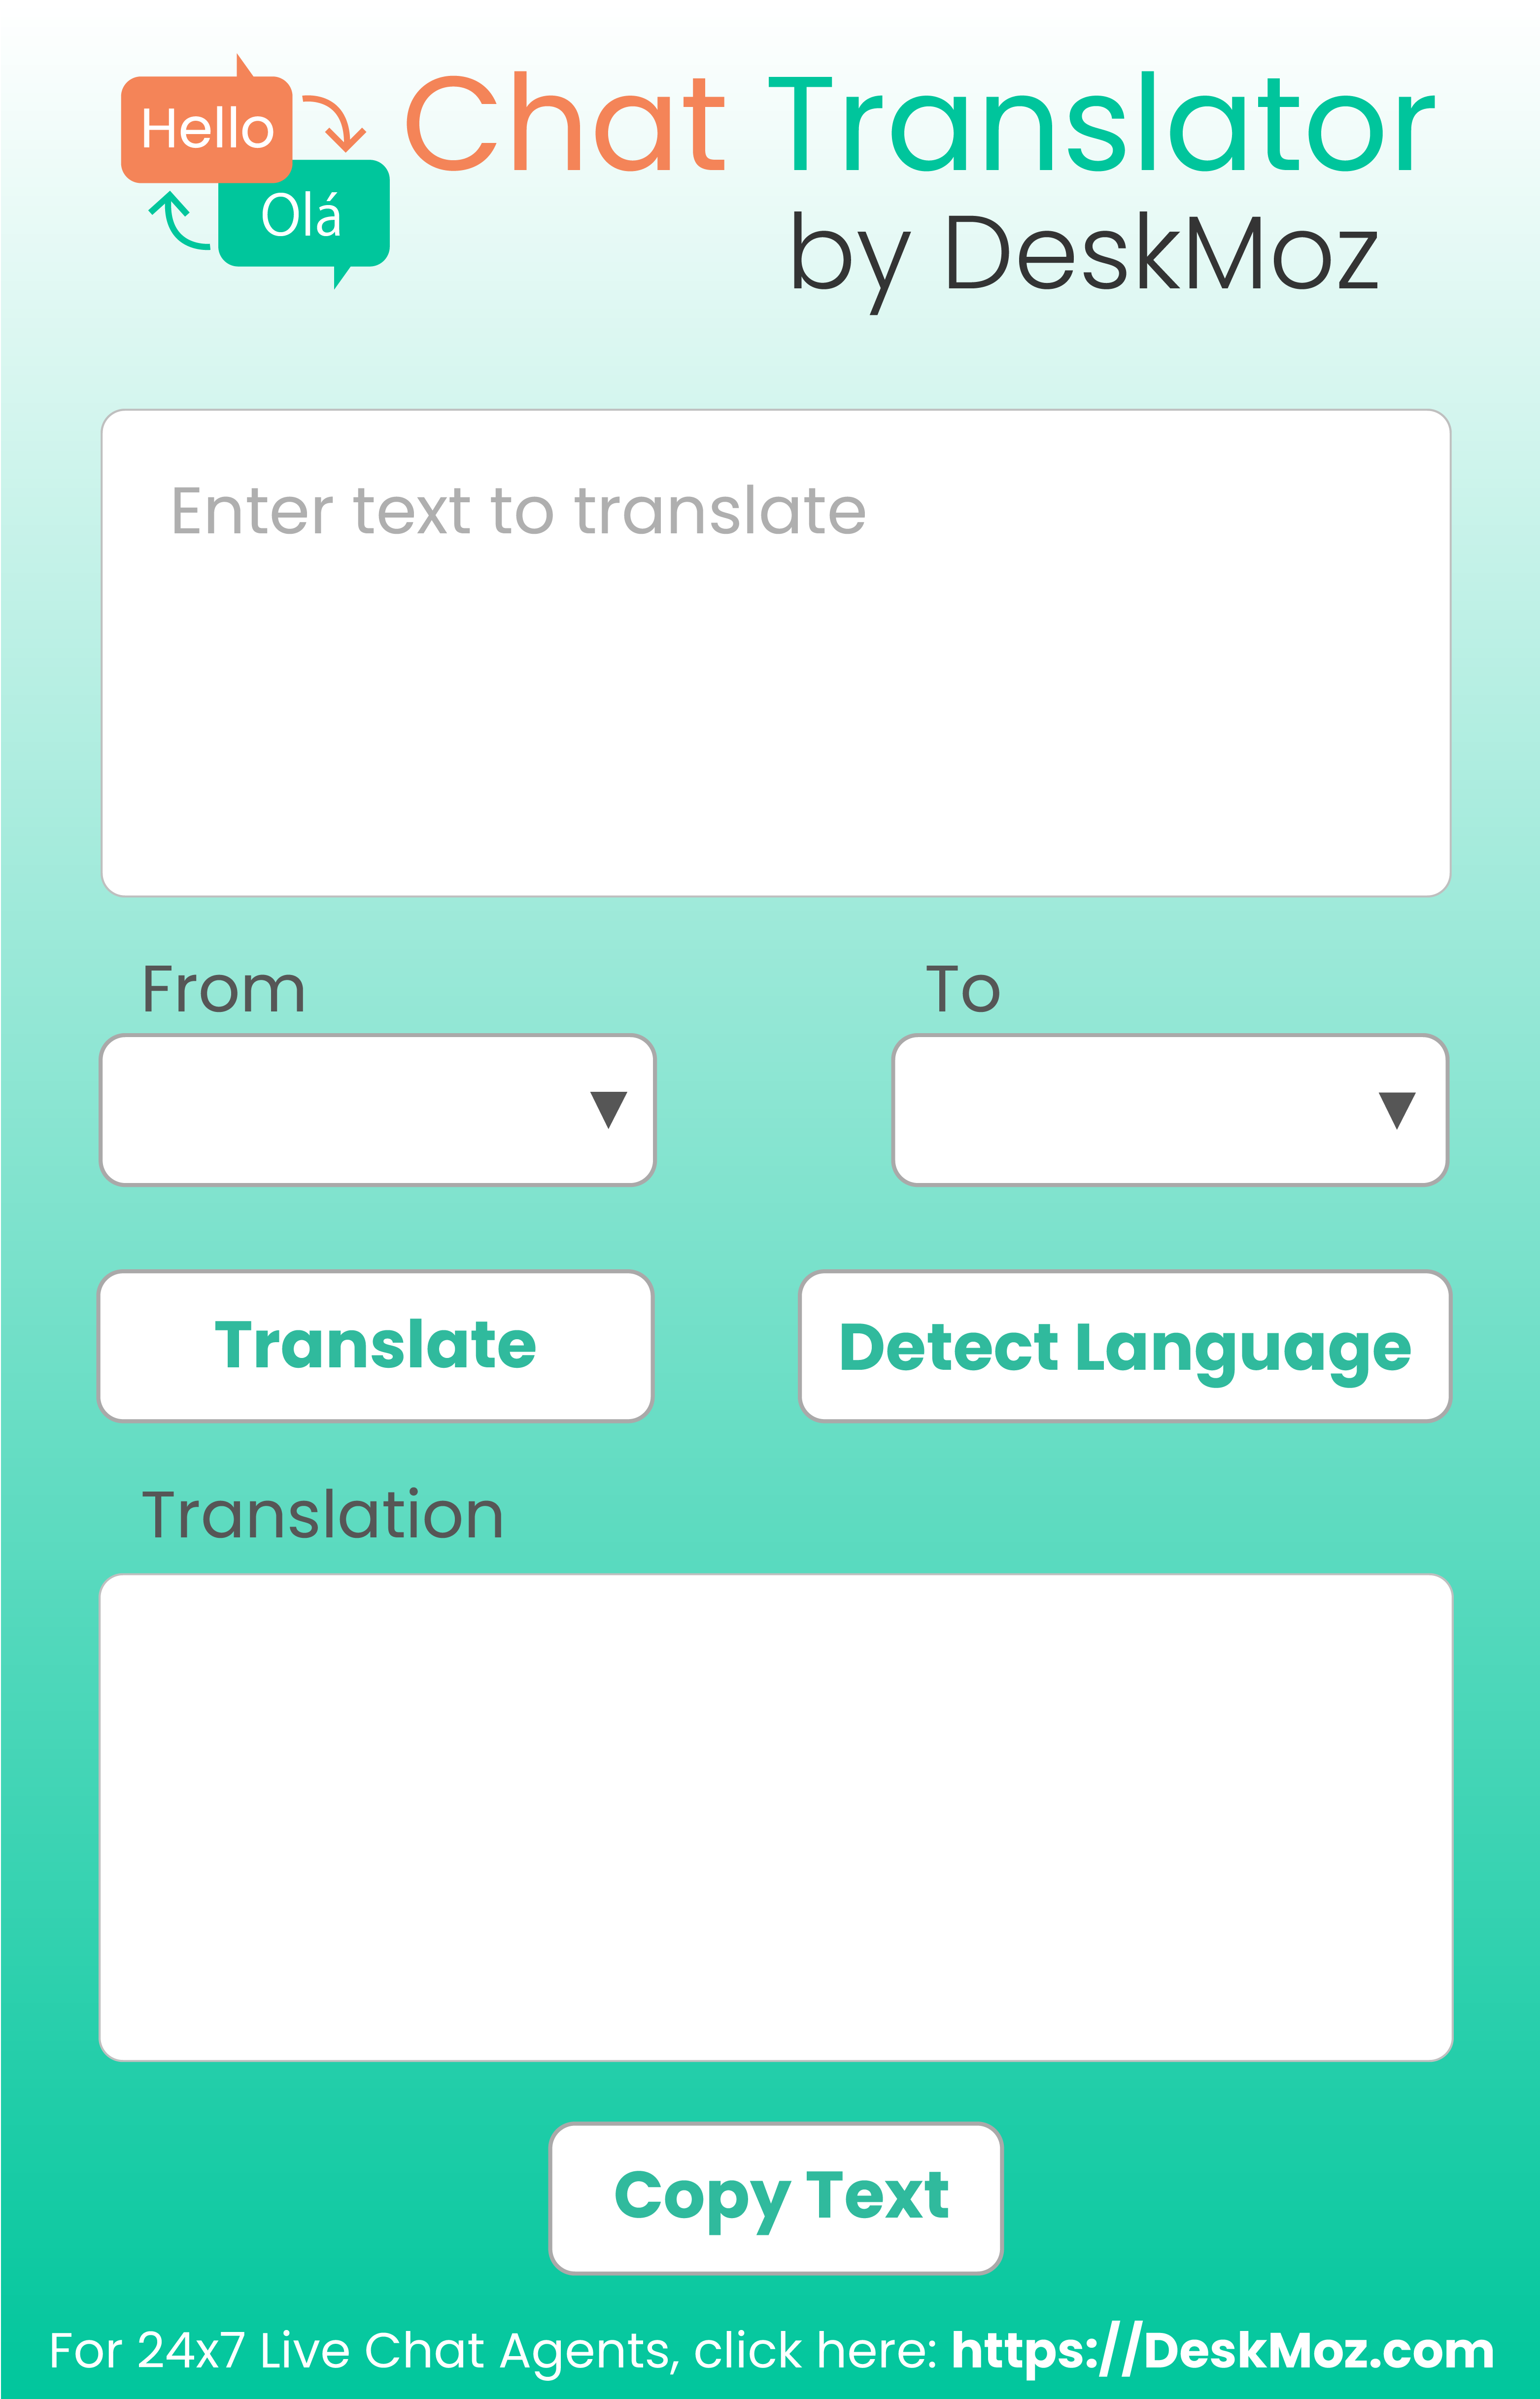 Hello
Olá
Chat Translator
by DeskMoz
Enter text to translate
From
To
Translate
Detect Language
Translation
Copy Text
For 24x7 Live Chat Agents, click here: https://DeskMoz.com